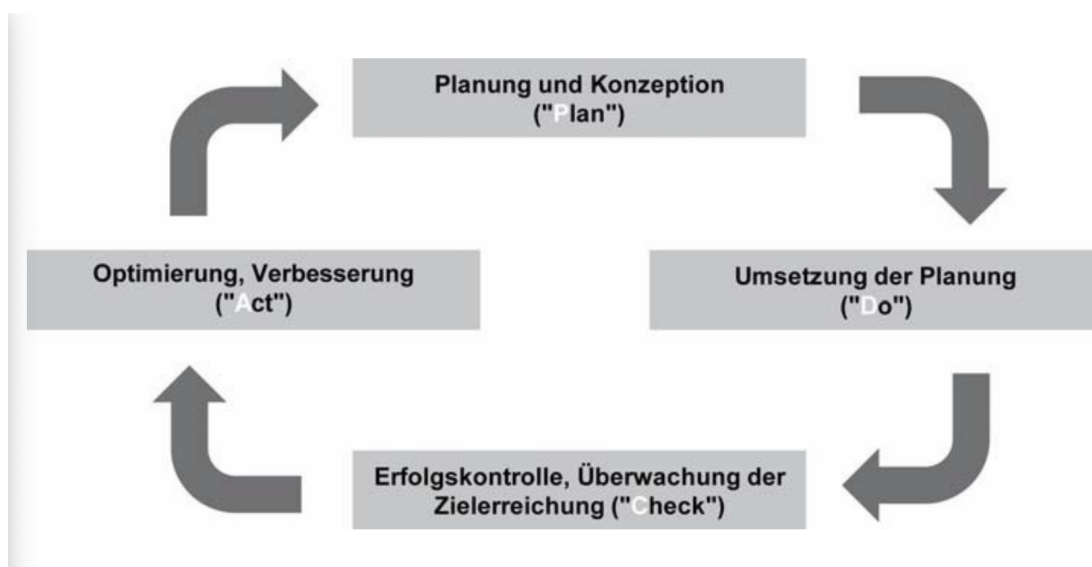 Planung und Konzeption
("Plan")
Optimierung, Verbesserung
("Act")
Umsetzung der Planung
("Do")
Erfolgskontrolle, Überwachung der
Zielerreichung ("Check")